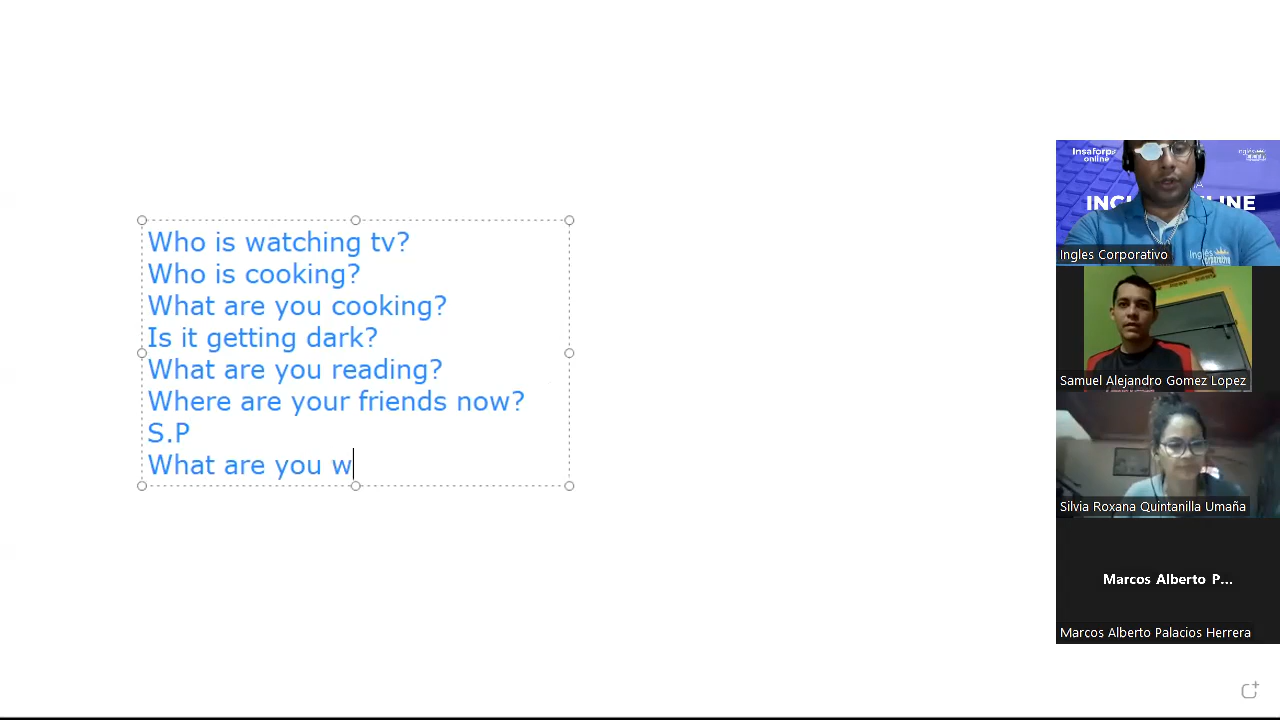 Who is watching tv?
Who is cooking?
What are you cooking?
Is it getting dark?
What are you reading?
Where are your friends now?
S.P
What are you w
Insaforp
online
Ingles Corporativo
Samuel Alejandro Gomez Lopez
Silvia Roxana Quintanilla Umaña
Marcos Alberto P...
Marcos Alberto Palacios Herrera